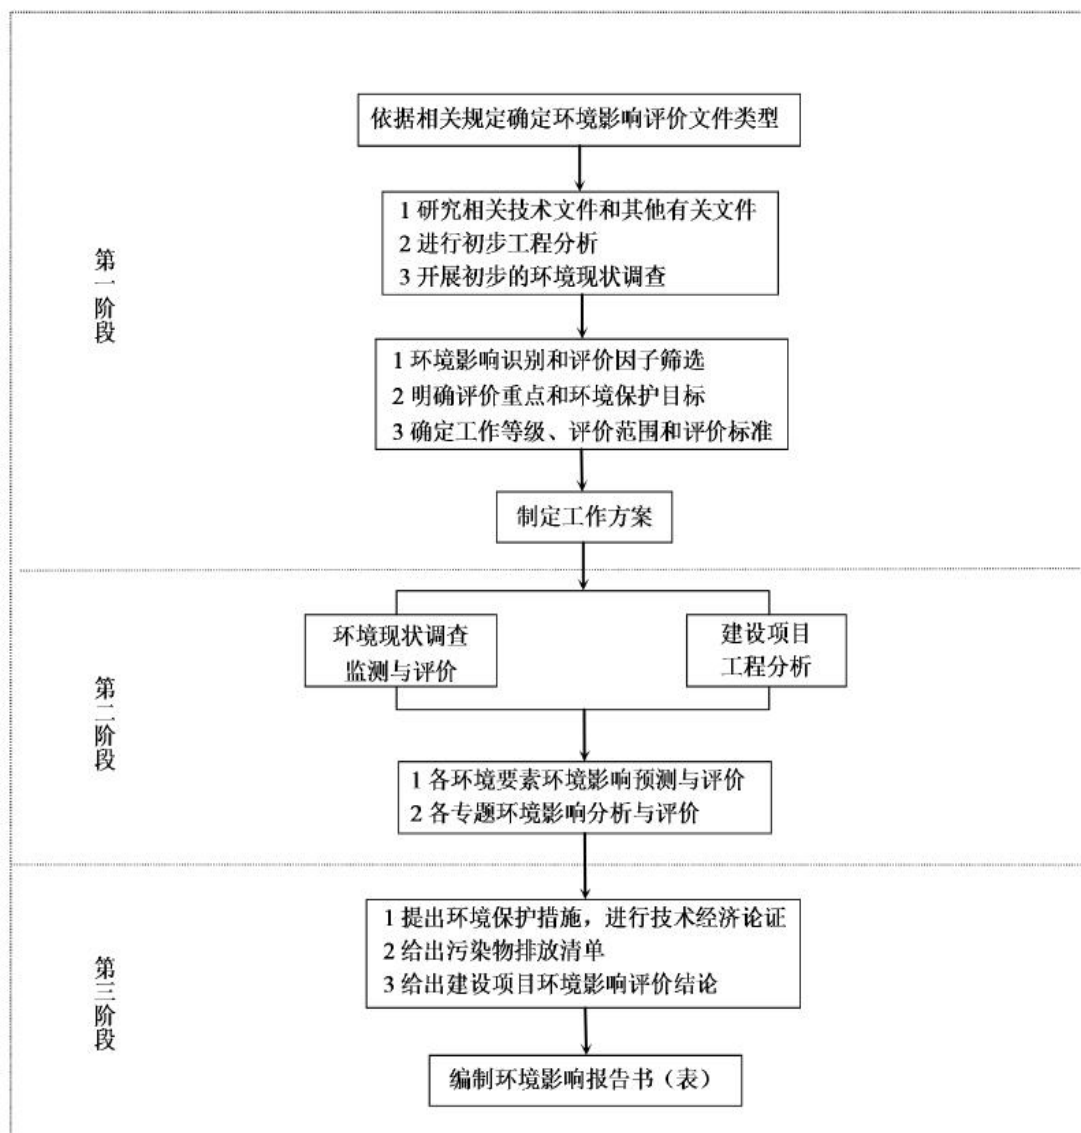 依据相关规定确定环境影响评价文件类型
1 研究相关技术文件和其他有关文件
2 进行初步工程分析
3 开展初步的环境现状调查
第一阶段
1 环境影响识别和评价因子筛选
2 明确评价重点和环境保护目标
3 确定工作等级、评价范围和评价标准
制定工作方案
环境现状调查
监测与评价
建设项目
工程分析
第二阶段
1 各环境要素环境影响预测与评价
2 各专题环境影响分析与评价
1 提出环境保护措施，进行技术经济论证
2 给出污染物排放清单
3 给出建设项目环境影响评价结论
第三阶段
编制环境影响报告书（表）